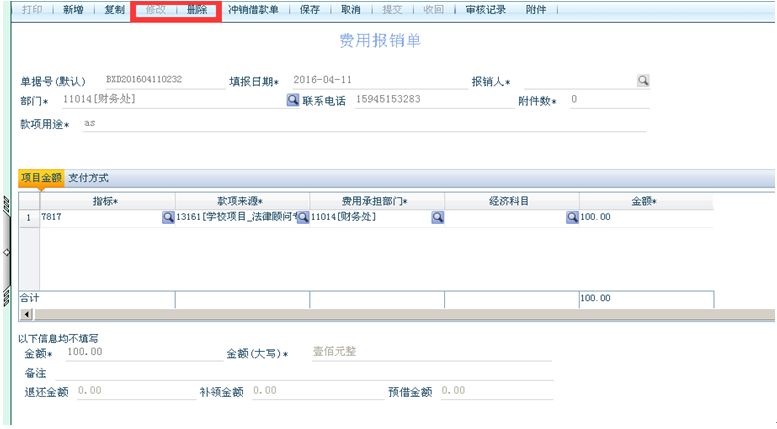 打印 新增 复制 修改 删除 冲销借款单 保存 取消 提交 收回 审核记录 附件
费用报销单
单据号(默认) BXD201604110232 填报日期* 2016-04-11 报销人*
部门* 11014[财务处] 联系电话 15945153283 附件数* 0
款项用途* as
项目金额 支付方式
指标* 款项来源* 费用承担部门* 经济科目 金额*
1 7817 13161[学校项目_法律顾问专 11014[财务处] 100.00
合计 100.00
以下信息均不填写
金额* 100.00 金额(大写)* 壹佰元整
备注
退还金额 0.00 补领金额 0.00 预借金额 0.00